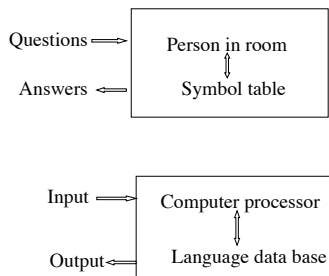 Questions
Person in room
Answers
Symbol table
Input
Computer processor
Output
Language data base